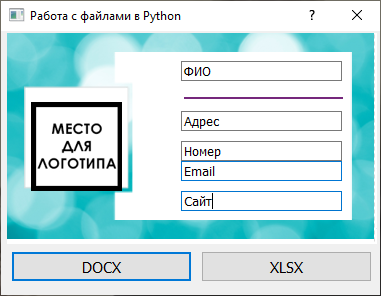 Работа с файлами в Python
ФИО
Адрес
МЕСТО
ДЛЯ
ЛОГОТИПА
Номер
Email
Сайт
DOCX
XLSX